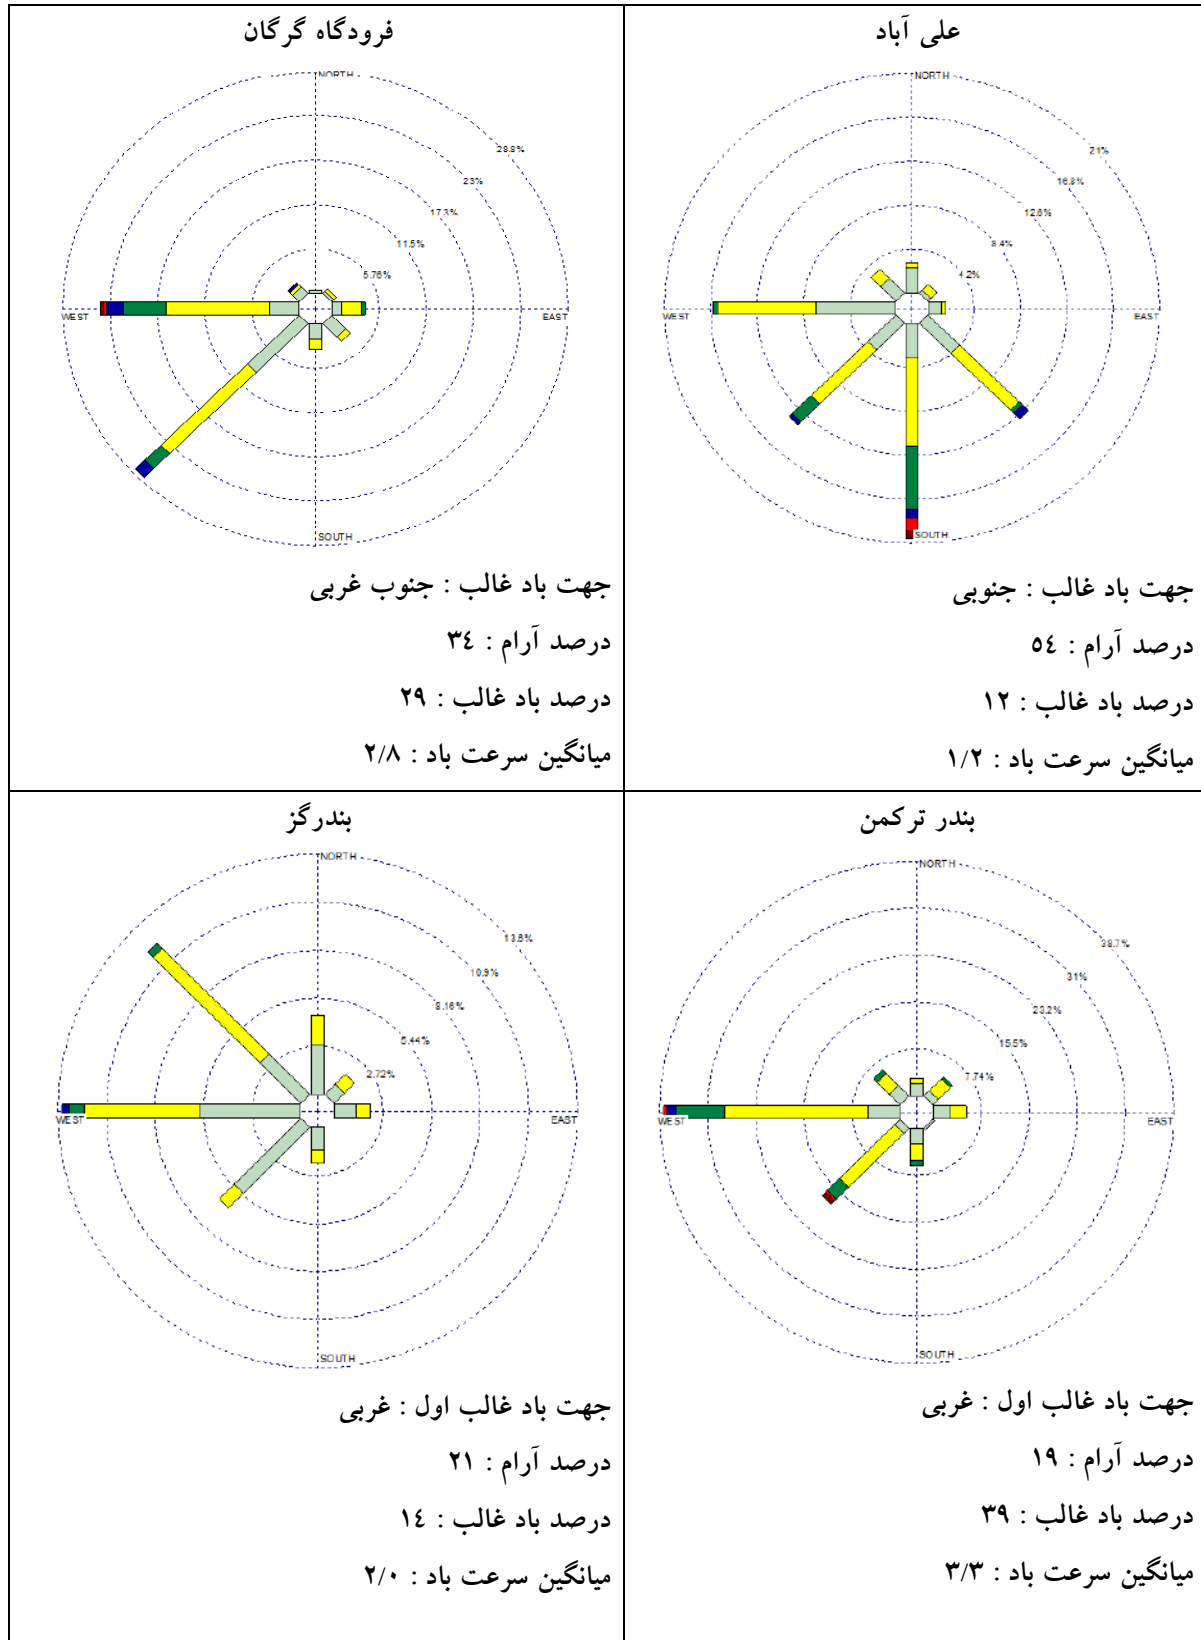 علی آباد
NORTH
21%
16.8%
12.6%
8.4%
4.2%
WEST
EAST
SOUTH
جهت باد غالب : جنوبی
درصد آرام : ٥٤
درصد باد غالب : ۱۲
میانگین سرعت باد : ۱/۲
فرودگاه گرگان
NORTH
28.8%
23%
17.3%
11.5%
5.76%
WEST
EAST
SOUTH
جهت باد غالب : جنوب غربی
درصد آرام : ۳٤
درصد باد غالب : ۲۹
میانگین سرعت باد : ۲/۸
بندر ترکمن
NORTH
38.7%
31%
23.2%
15.5%
7.74%
WEST
EAST
SOUTH
جهت باد غالب اول : غربی
درصد آرام : ۱۹
درصد باد غالب : ۳۹
میانگین سرعت باد : ۳/۳
بندرگز
NORTH
13.6%
10.9%
8.16%
5.44%
2.72%
WEST
EAST
SOUTH
جهت باد غالب اول : غربی
درصد آرام : ۲۱
درصد باد غالب : ۱٤
میانگین سرعت باد : ۲/۰